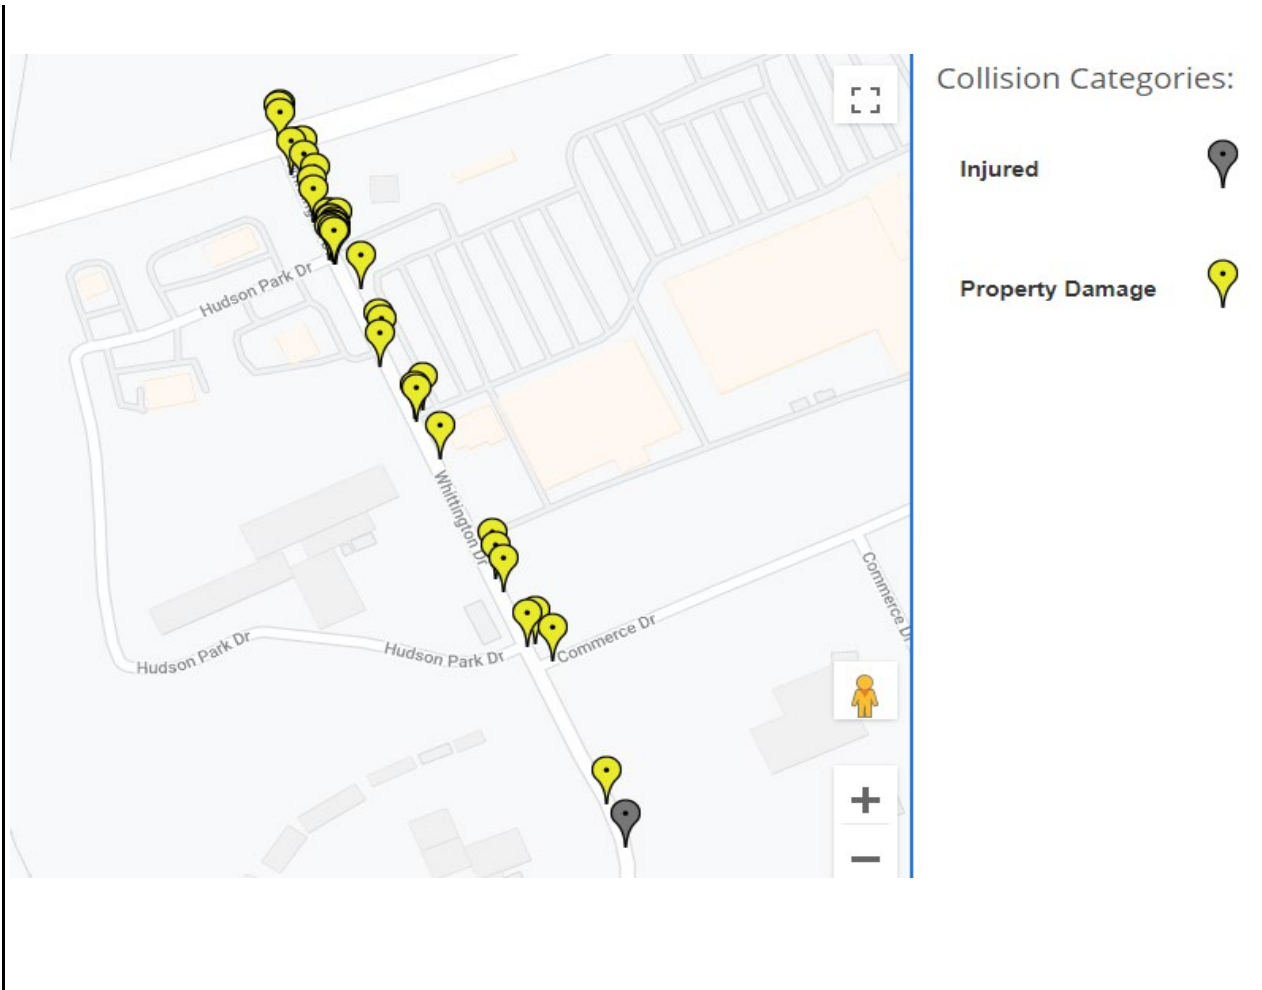 Collision Categories:
Injured
Property Damage
Hudson Park Dr
Whittington Dr
Commerce Dr
Commerce Dr
Hudson Park Dr
Hudson Park Dr